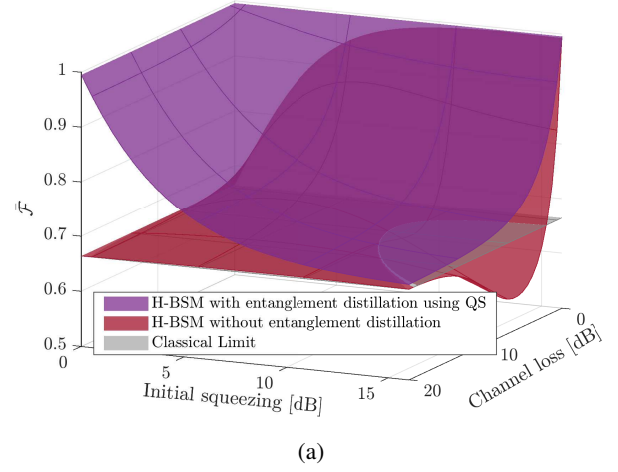 1
0.9
0.8
0.7
0.6
0.5
F̄
H-BSM with entanglement distillation using QS
H-BSM without entanglement distillation
Classical Limit
0
5
10
15
Initial squeezing [dB]
20
10
0
Channel loss [dB]
(a)